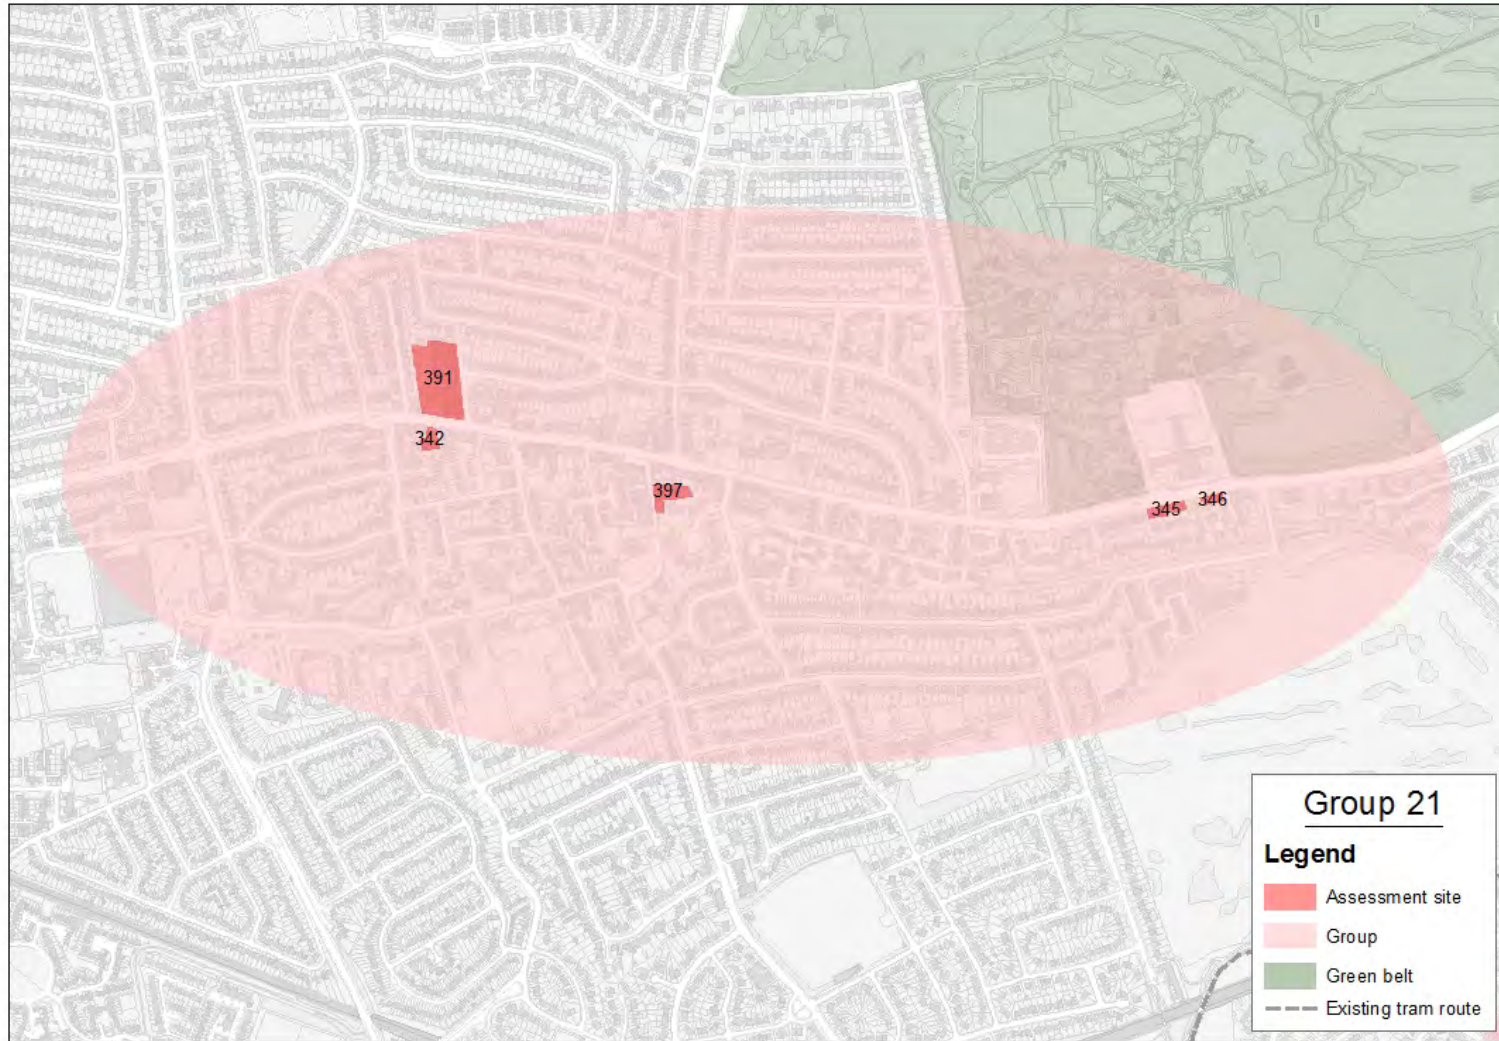 391
342
397
345
346
Group 21
Legend
Assessment site
Group
Green belt
Existing tram route